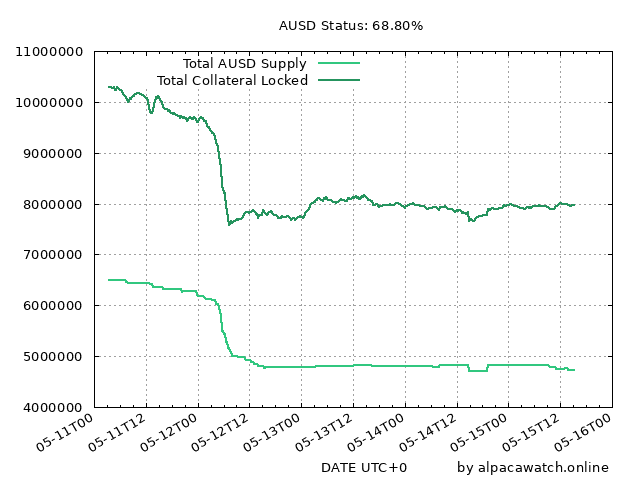 AUSD Status: 68.80%
Total AUSD Supply
Total Collateral Locked
11000000
10000000
9000000
8000000
7000000
6000000
5000000
4000000
05-11T00
05-11T12
05-12T00
05-12T12
05-13T00
05-13T12
05-14T00
05-14T12
05-15T00
05-15T12
05-16T00
DATE UTC+0
by alpacawatch.online